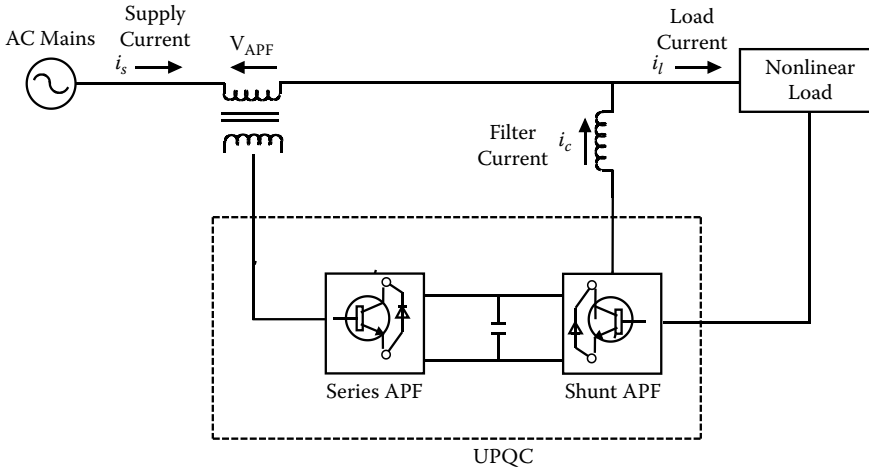 AC Mains
Supply
Current
i_s
V_APF
Load
Current
i_l
Nonlinear
Load
Filter
Current
i_c
Series APF
Shunt APF
UPQC